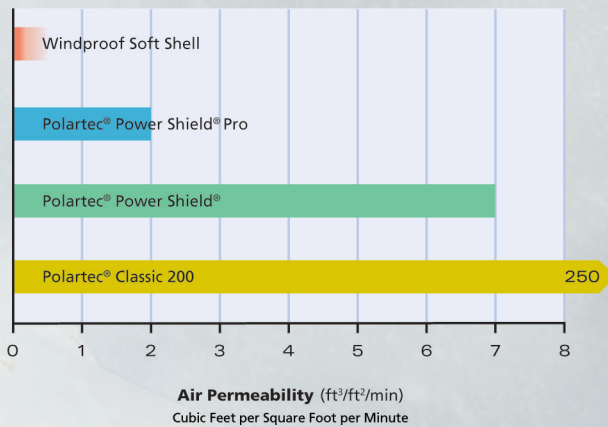 Windproof Soft Shell
Polartec® Power Shield® Pro
Polartec® Power Shield®
Polartec® Classic 200 250
0 1 2 3 4 5 6 7 8
Air Permeability (ft³/ft²/min)
Cubic Feet per Square Foot per Minute